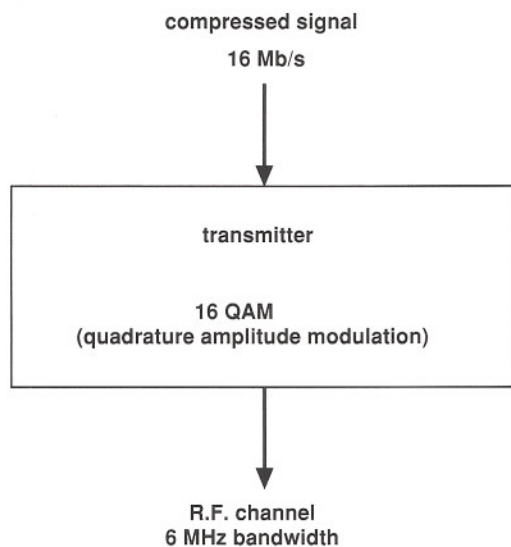 compressed signal
16 Mb/s
transmitter
16 QAM
(quadrature amplitude modulation)
R.F. channel
6 MHz bandwidth